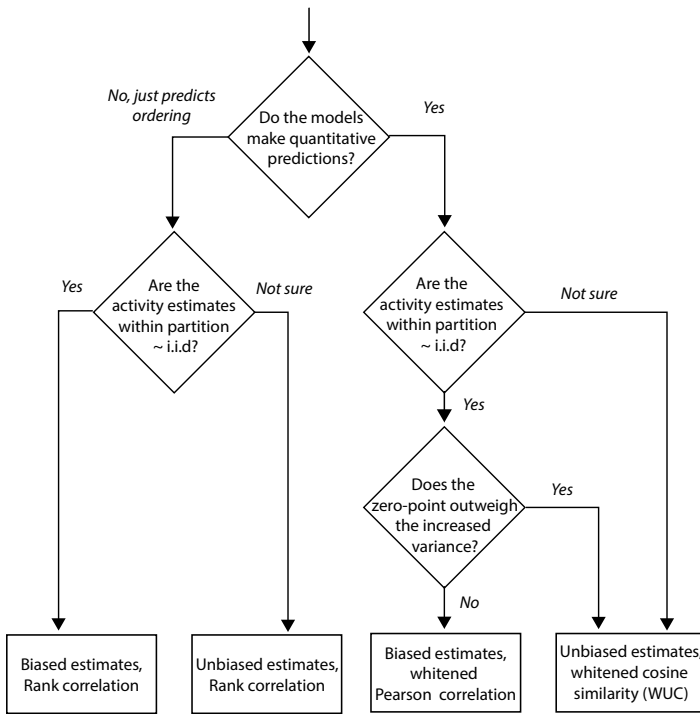 No, just predicts
ordering
Yes
Do the models
make quantitative
predictions?
Yes
Are the
activity estimates
within partition
~ i.i.d?
Not sure
Are the
activity estimates
within partition
~ i.i.d?
Not sure
Yes
Does the
zero-point outweigh
the increased
variance?
Yes
No
Biased estimates,
Rank correlation
Unbiased estimates,
Rank correlation
Biased estimates,
whitened
Pearson correlation
Unbiased estimates,
whitened cosine
similarity (WUC)